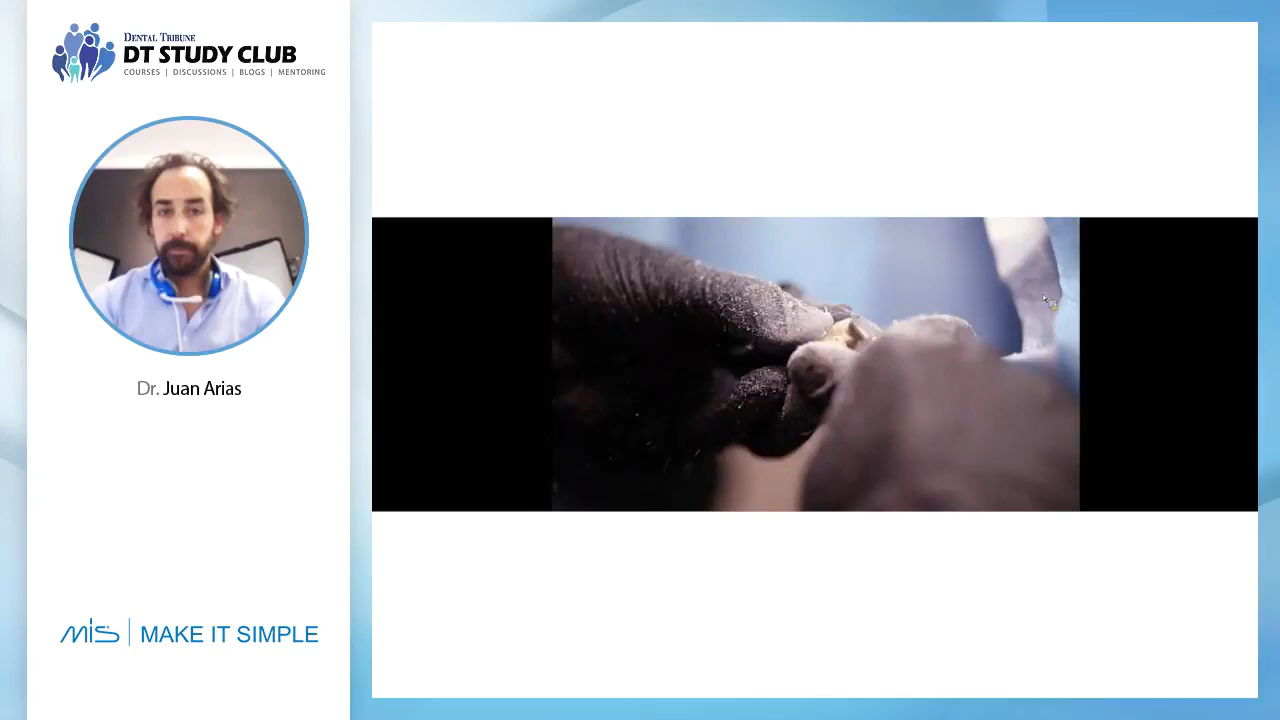 DENTAL TRIBUNE
DT STUDY CLUB
COURSES | DISCUSSIONS | BLOGS | MENTORING
Dr. Juan Arias
MIS | MAKE IT SIMPLE